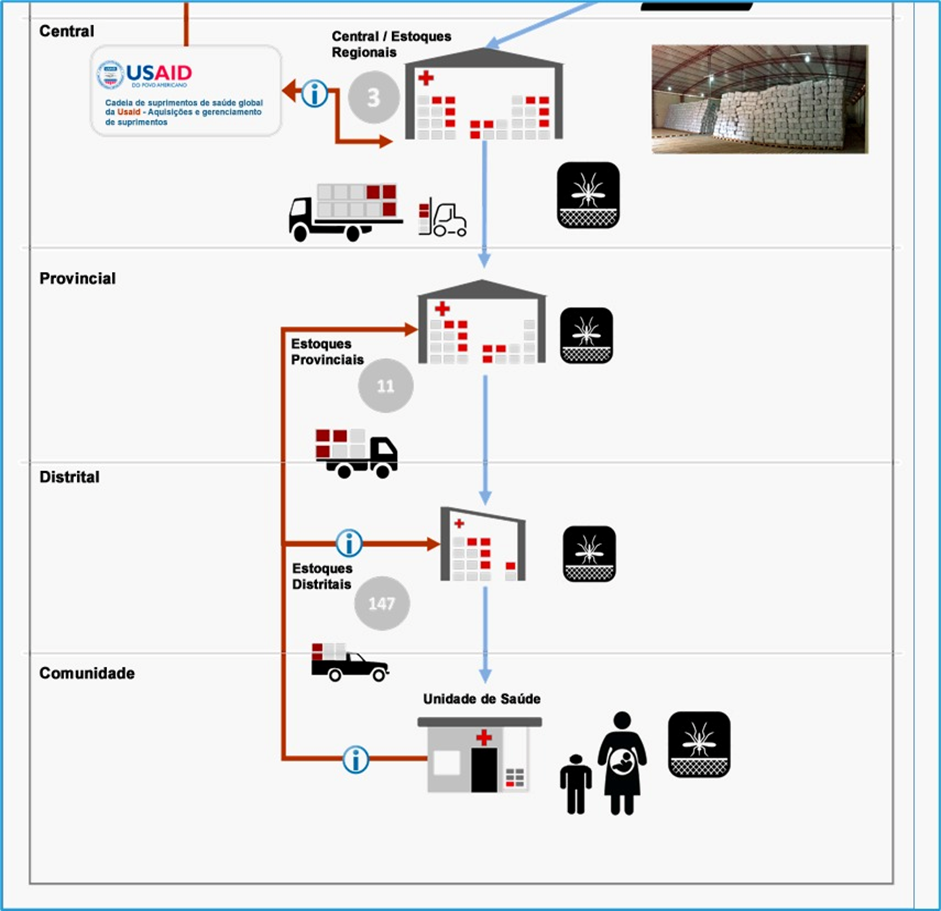 Central
Central / Estoques
Regionais
USAID
DO POVO AMERICANO
Cadeia de suprimentos de saúde global
da Usaid - Aquisições e gerenciamento
de suprimentos
i
3
Provincial
Estoques
Provinciais
11
Distrital
i
Estoques
Distritais
147
Comunidade
Unidade de Saúde
i